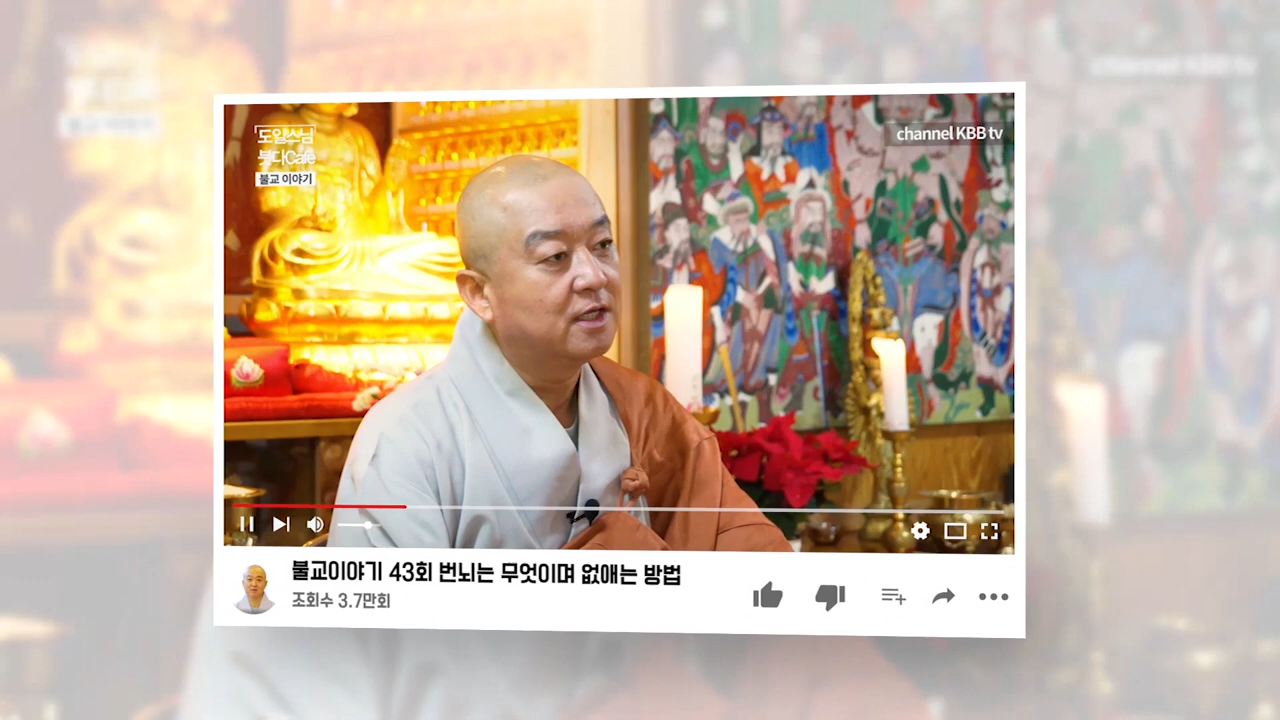 「도일스님
붓다Cafe
불교 이야기
channel KBB tv
불교이야기 43회 번뇌는 무엇이며 없애는 방법
조회수 3.7만회